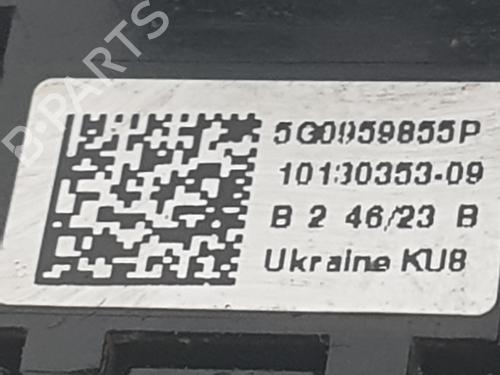 B-PARTS
5G0959855P
10130353-09
B 2 46/23 B
Ukraine KU8